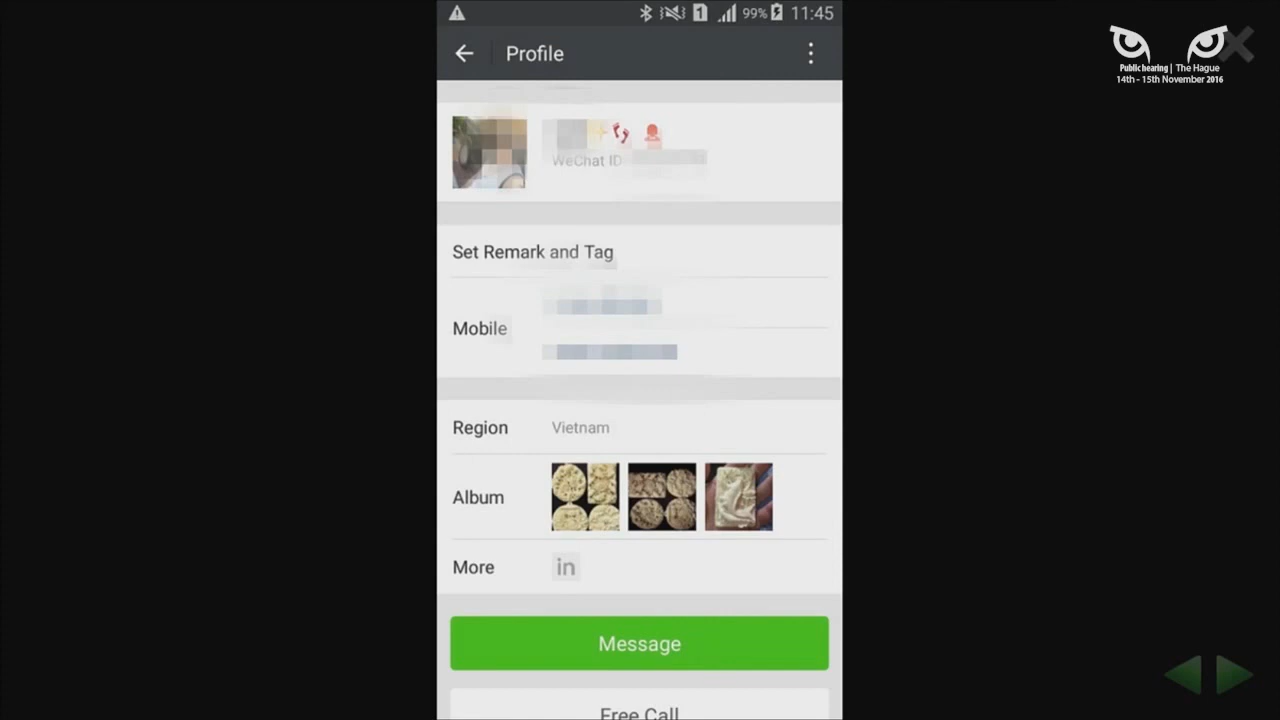 99% 11:45
Profile
Public hearing | The Hague
14th - 15th November 2016
WeChat ID
Set Remark and Tag
Mobile
Region Vietnam
Album
More in
Message
Free Call